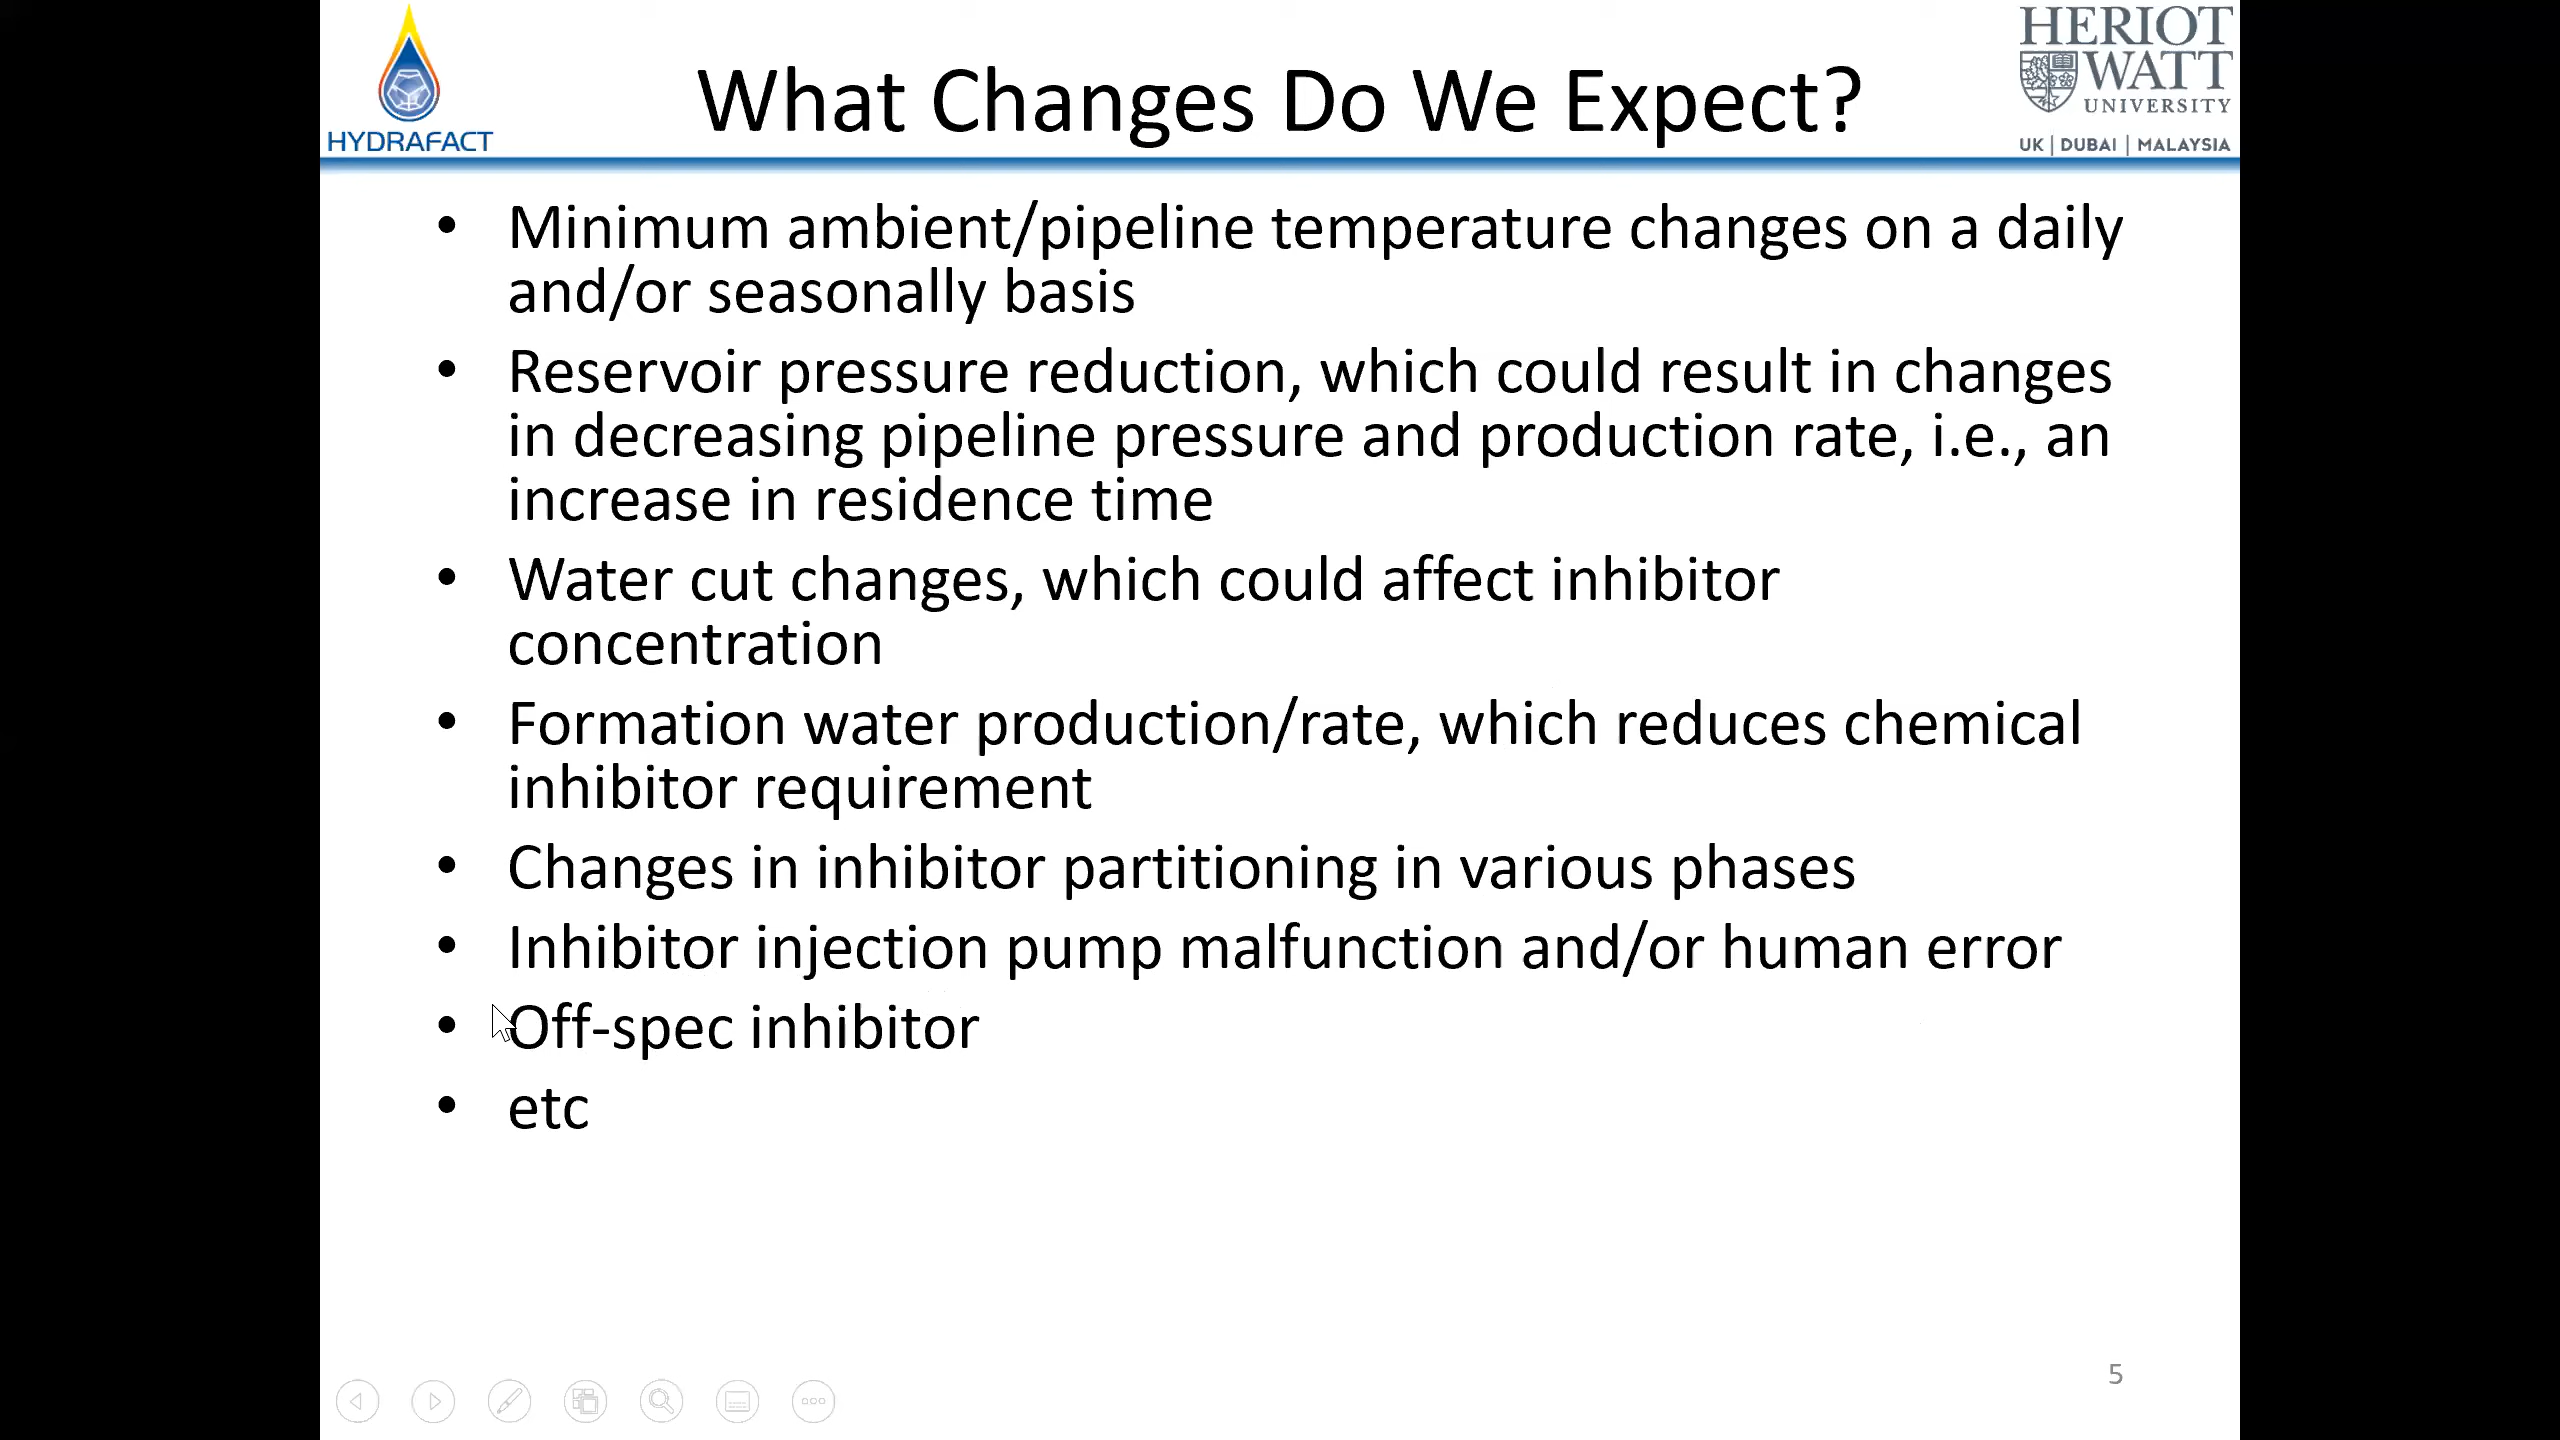 HYDRAFACT
What Changes Do We Expect?
HERIOT
WATT
UNIVERSITY
UK | DUBAI | MALAYSIA
• Minimum ambient/pipeline temperature changes on a daily
and/or seasonally basis
• Reservoir pressure reduction, which could result in changes
in decreasing pipeline pressure and production rate, i.e., an
increase in residence time
• Water cut changes, which could affect inhibitor
concentration
• Formation water production/rate, which reduces chemical
inhibitor requirement
• Changes in inhibitor partitioning in various phases
• Inhibitor injection pump malfunction and/or human error
• Off-spec inhibitor
• etc
5